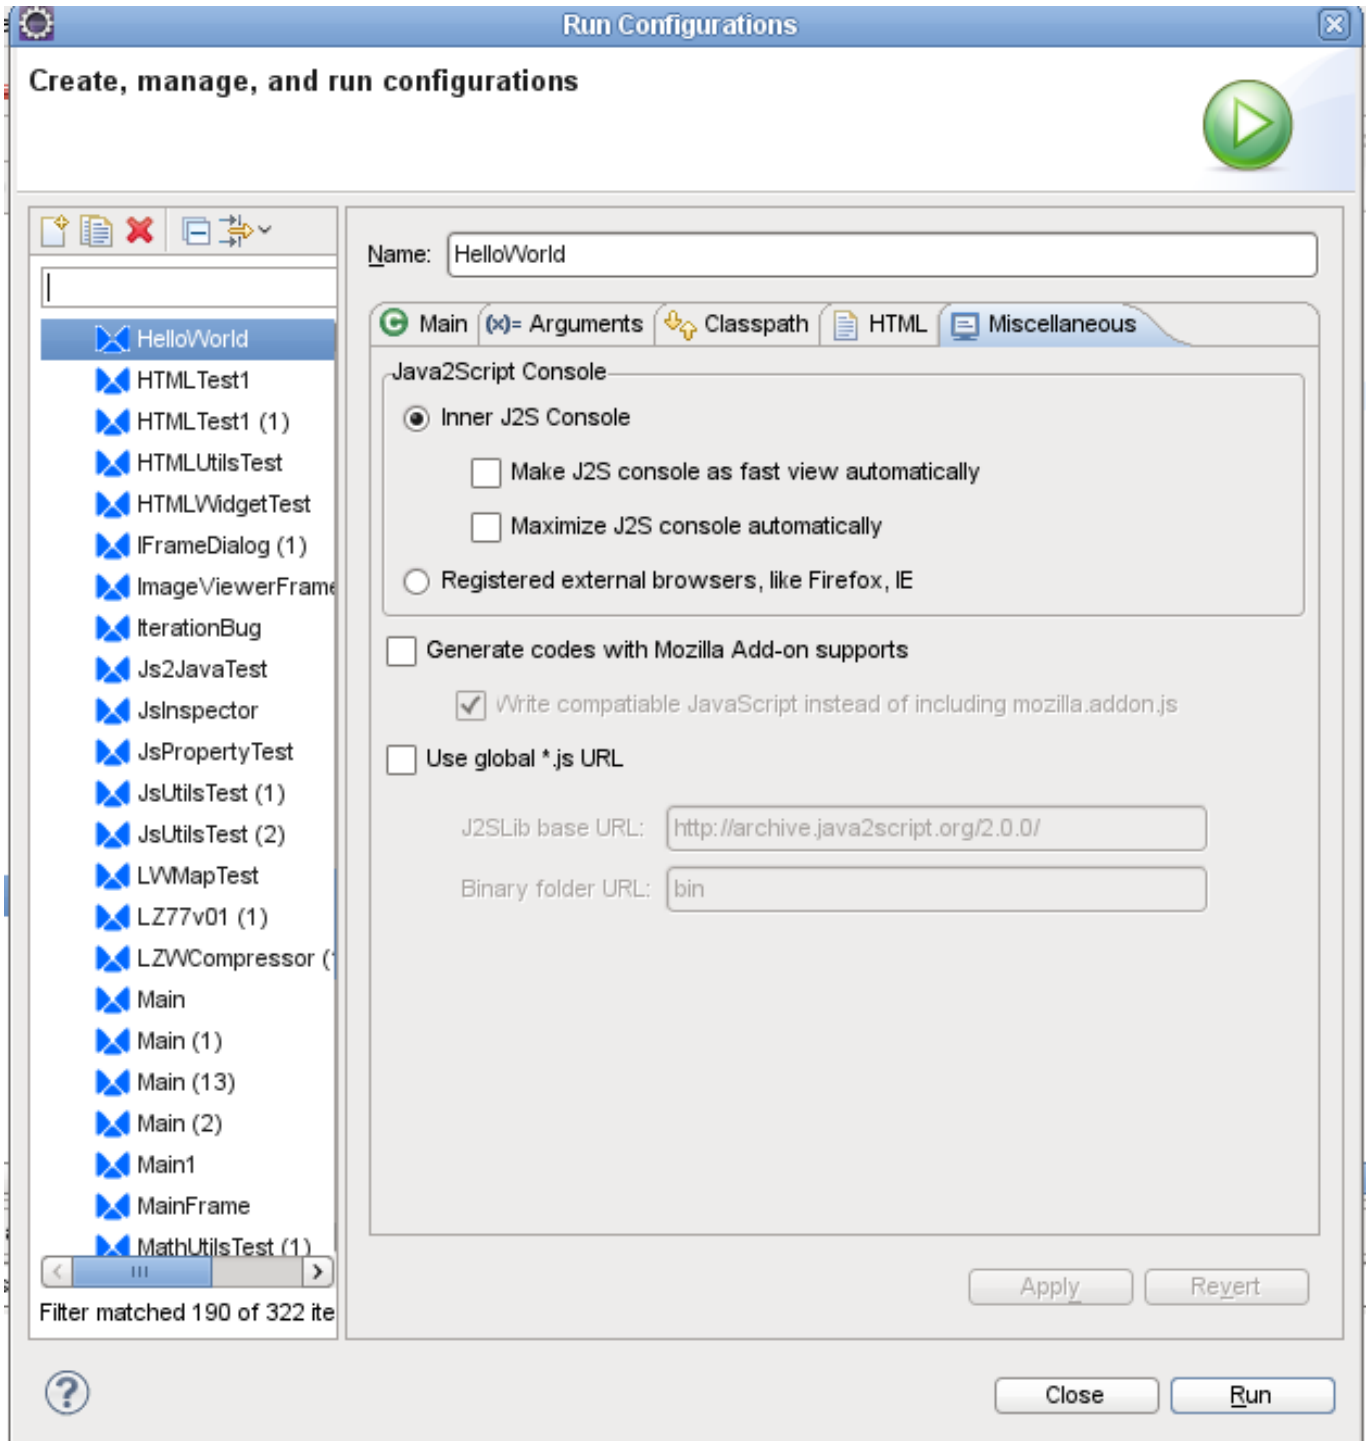 Run Configurations
Create, manage, and run configurations
Name: HelloWorld
Main (x)= Arguments Classpath HTML Miscellaneous
HelloWorld
HTMLTest1
HTMLTest1 (1)
HTMLUtilsTest
HTMLWidgetTest
IFrameDialog (1)
ImageViewerFrame
IterationBug
Js2JavaTest
JsInspector
JsPropertyTest
JsUtilsTest (1)
JsUtilsTest (2)
LWMapTest
LZ77v01 (1)
LZWCompressor (
Main
Main (1)
Main (13)
Main (2)
Main1
MainFrame
MathUtilsTest (1)
Filter matched 190 of 322 ite
Java2Script Console
Inner J2S Console
Make J2S console as fast view automatically
Maximize J2S console automatically
Registered external browsers, like Firefox, IE
Generate codes with Mozilla Add-on supports
Write compatiable JavaScript instead of including mozilla.addon.js
Use global *.js URL
J2SLib base URL: http://archive.java2script.org/2.0.0/
Binary folder URL: bin
Apply Revert
? Close Run